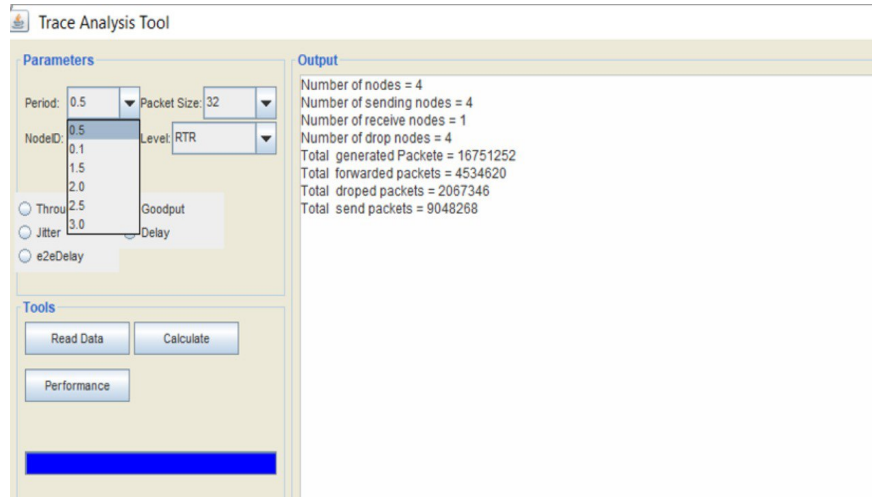 Trace Analysis Tool
Parameters
Period: 0.5 Packet Size: 32
NodeID: Level: RTR
0.5
0.1
1.5
2.0
2.5
3.0
Throu Goodput
Jitter Delay
e2eDelay
Tools
Read Data Calculate
Performance
Output
Number of nodes = 4
Number of sending nodes = 4
Number of receive nodes = 1
Number of drop nodes = 4
Total generated Packete = 16751252
Total forwarded packets = 4534620
Total droped packets = 2067346
Total send packets = 9048268